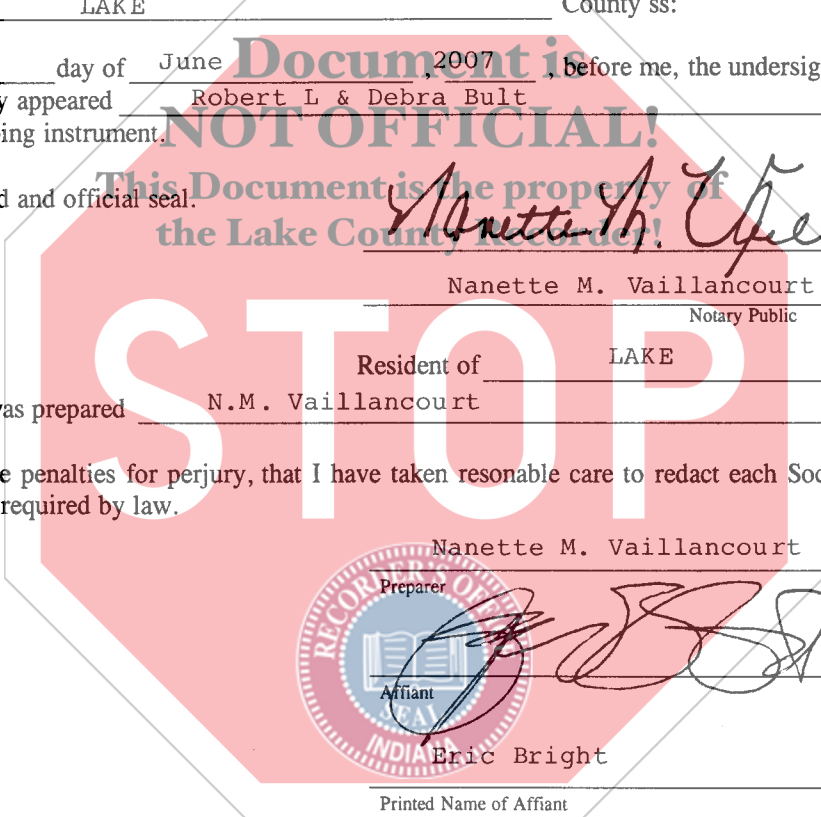 LAKE County ss:
day of June ,2007 , before me, the undersig
y appeared Robert L & Debra Bult
ing instrument.
Document is
NOT OFFICIAL!
This Document is the property of
the Lake County Recorder!
d and official seal.
Nanette M.
Nanette M. Vaillancourt
Notary Public
STOP
Resident of LAKE
was prepared N.M. Vaillancourt
e penalties for perjury, that I have taken resonable care to redact each Soc
required by law.
Nanette M. Vaillancourt
Preparer
RECORDER'S OFFICE
SEAL
INDIANA
Affiant
Eric Bright
Printed Name of Affiant